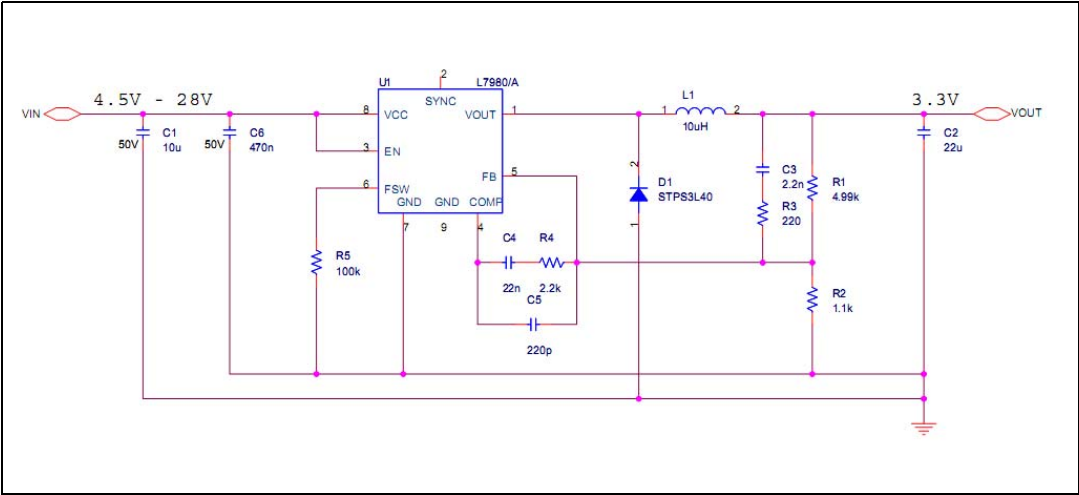 2
U1
L7980/A
4.5V - 28V
SYNC
3.3V
VIN
8
VCC
VOUT
1
1
L1
2
VOUT
10uH
50V
C1
10u
50V
C6
470n
C2
22u
3
EN
FB
5
2
C3
2.2n
R1
4.99k
6
FSW
D1
STPS3L40
GND
GND
COMP
R3
220
7
9
4
1
C4
R4
R5
100k
22n
2.2k
R2
1.1k
C5
220p